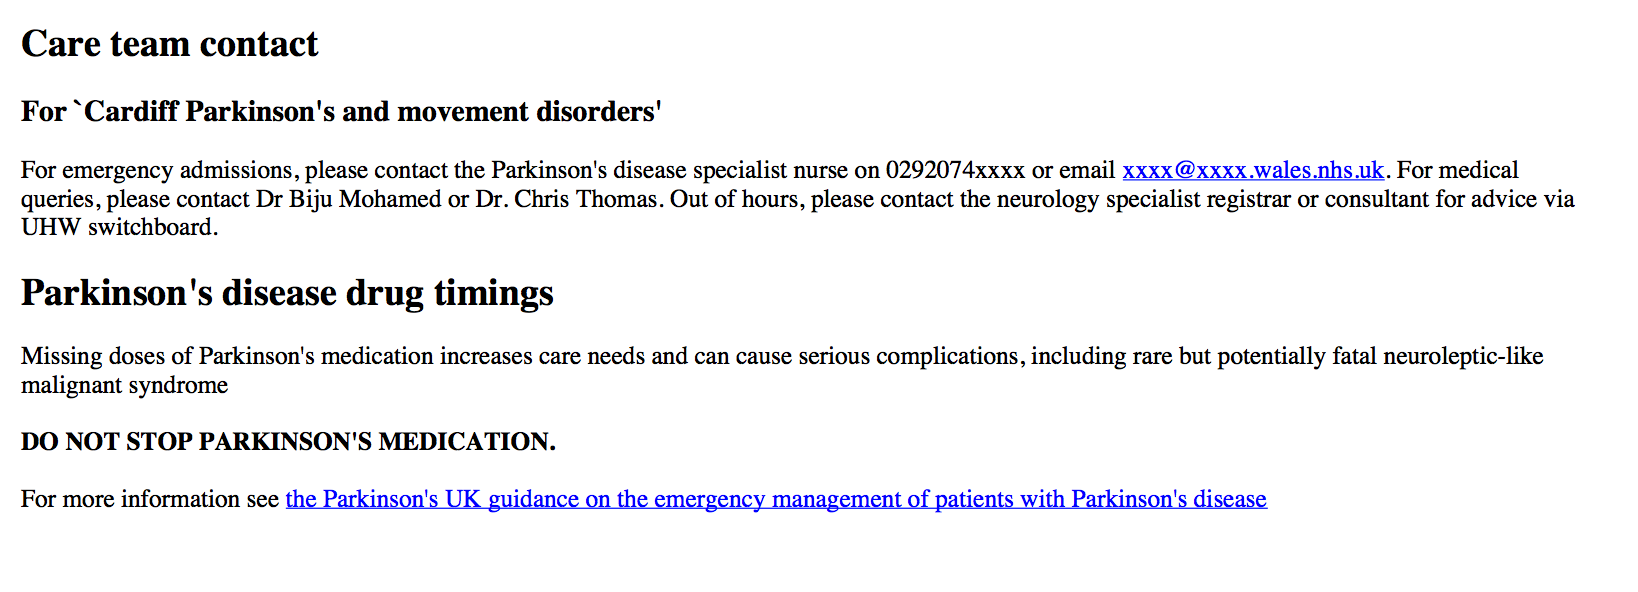 Care team contact
For `Cardiff Parkinson's and movement disorders'
For emergency admissions, please contact the Parkinson's disease specialist nurse on 0292074xxxx or email xxxx@xxxx.wales.nhs.uk. For medical
queries, please contact Dr Biju Mohamed or Dr. Chris Thomas. Out of hours, please contact the neurology specialist registrar or consultant for advice via
UHW switchboard.
Parkinson's disease drug timings
Missing doses of Parkinson's medication increases care needs and can cause serious complications, including rare but potentially fatal neuroleptic-like
malignant syndrome
DO NOT STOP PARKINSON'S MEDICATION.
For more information see the Parkinson's UK guidance on the emergency management of patients with Parkinson's disease